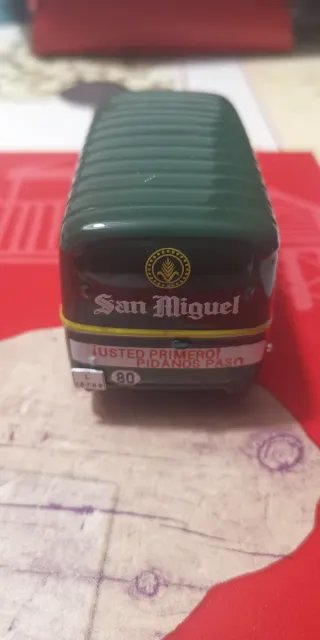 San Miguel
¡USTED PRIMERO!
PIDANOS PASO
80